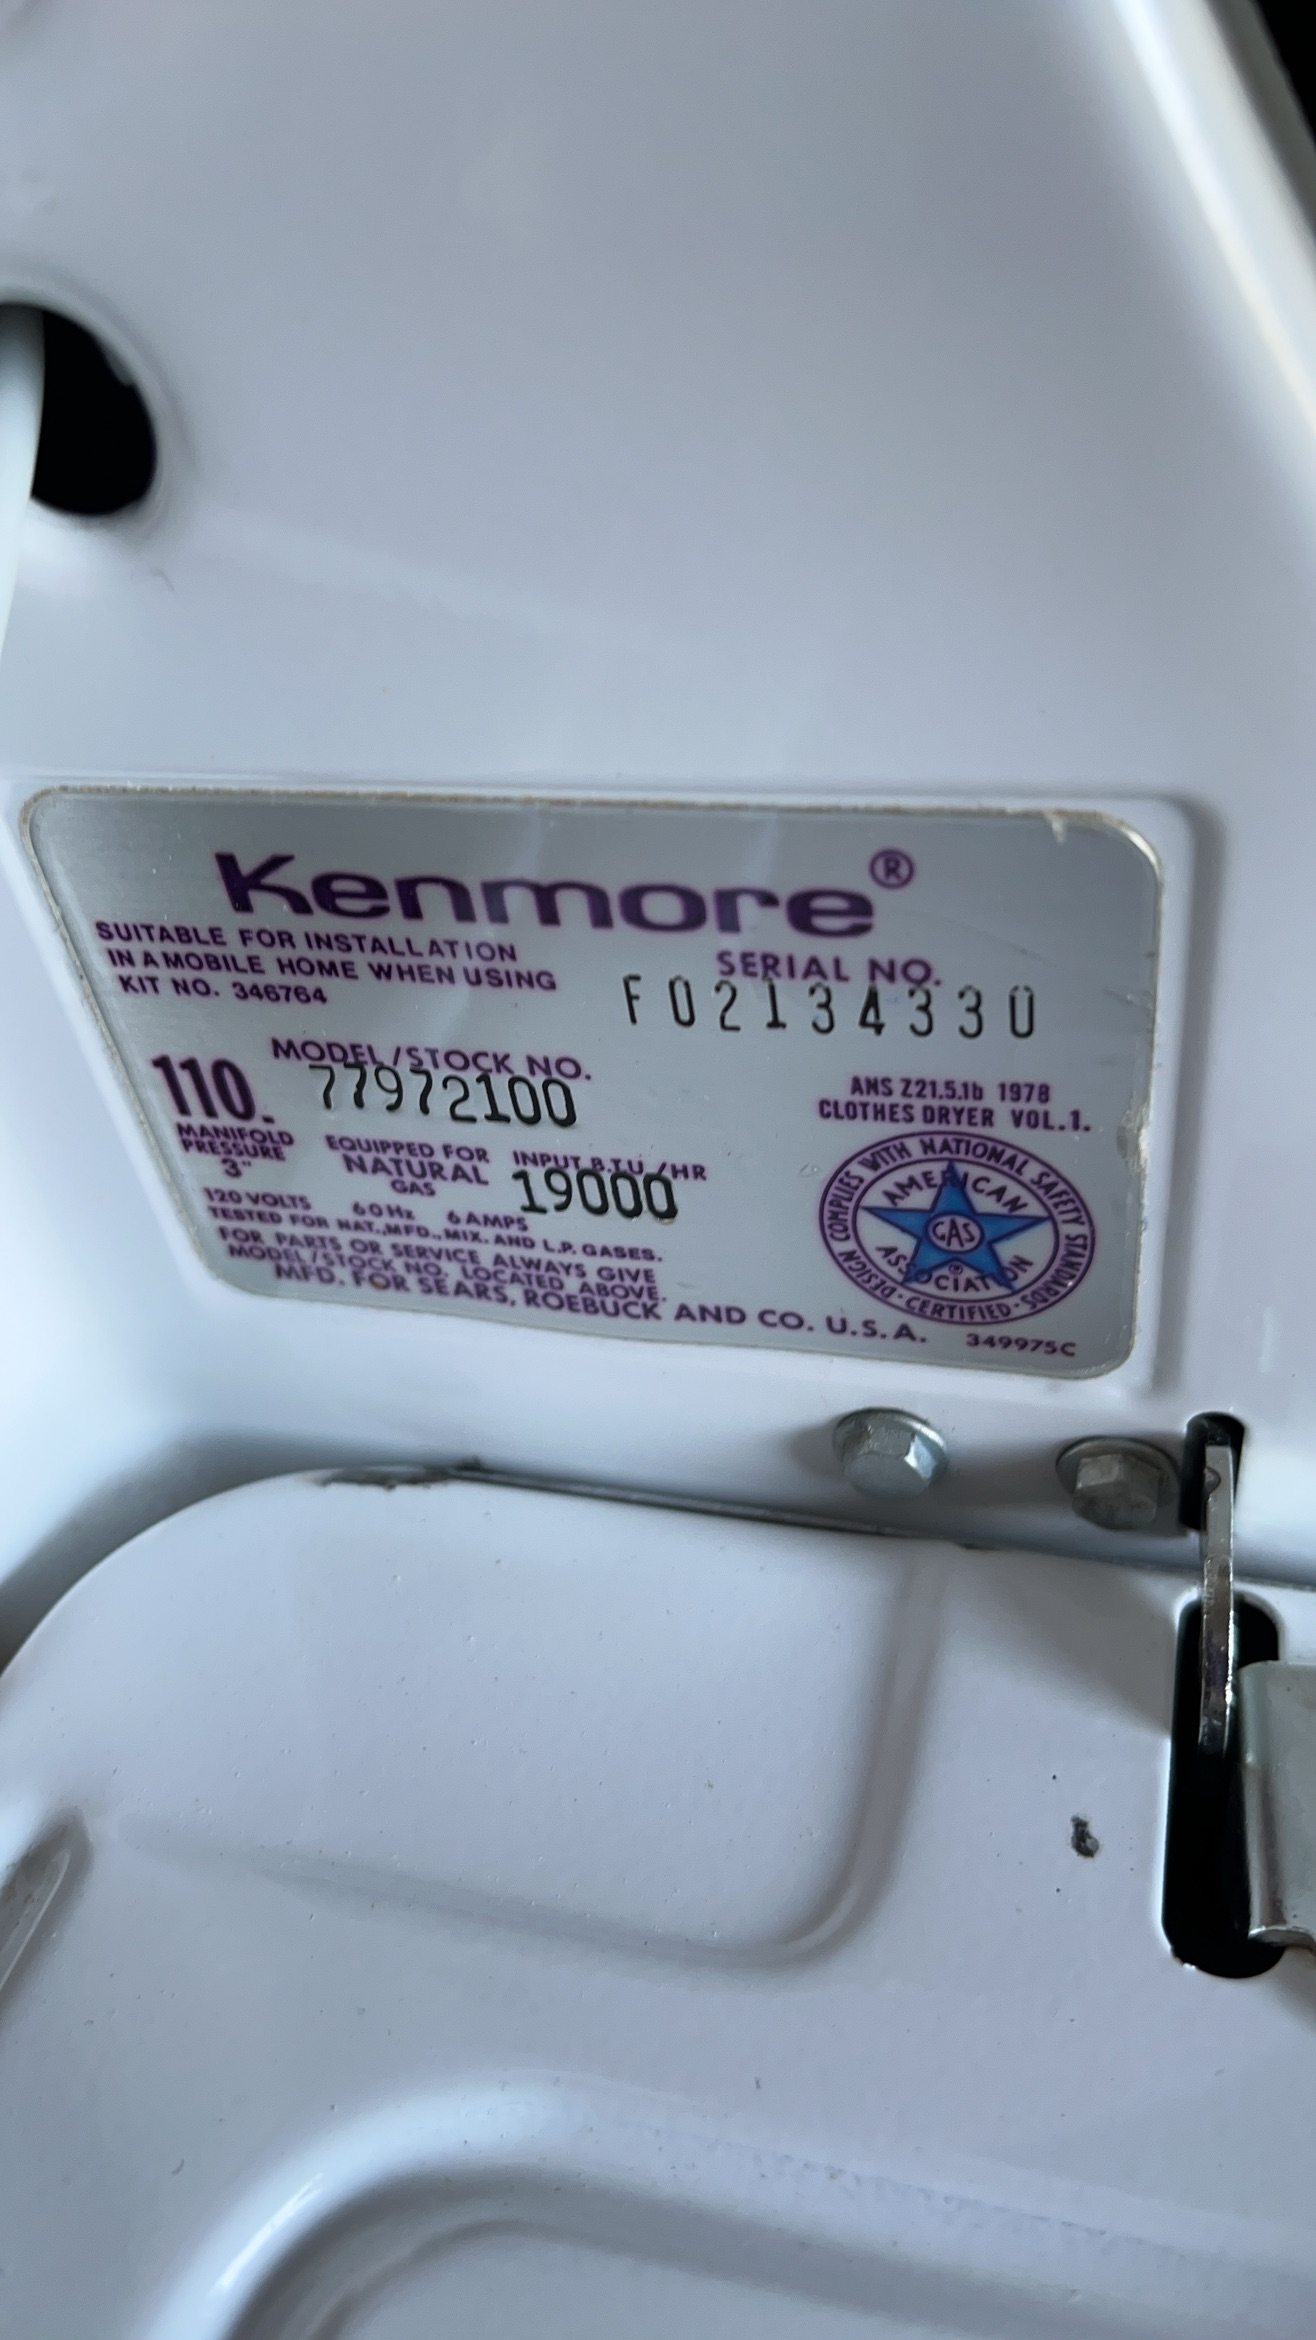 Kenmore®
SUITABLE FOR INSTALLATION
IN A MOBILE HOME WHEN USING
KIT NO. 346764
SERIAL NO.
F02134330
MODEL/STOCK NO.
110. 77972100
MANIFOLD
PRESSURE
3"
EQUIPPED FOR
NATURAL
GAS
INPUT B.T.U./HR
19000
120 VOLTS 60Hz 6 AMPS
TESTED FOR NAT., MFD., MIX. AND L.P. GASES.
FOR PARTS OR SERVICE ALWAYS GIVE
MODEL/STOCK NO. LOCATED ABOVE.
MFD. FOR SEARS, ROEBUCK AND CO. U.S.A.
ANS Z21.5.1b 1978
CLOTHES DRYER VOL.1.
DESIGN COMPLIES WITH NATIONAL SAFETY STANDARDS
CERTIFIED
AMERICAN
GAS
ASSOCIATION
®
349975C